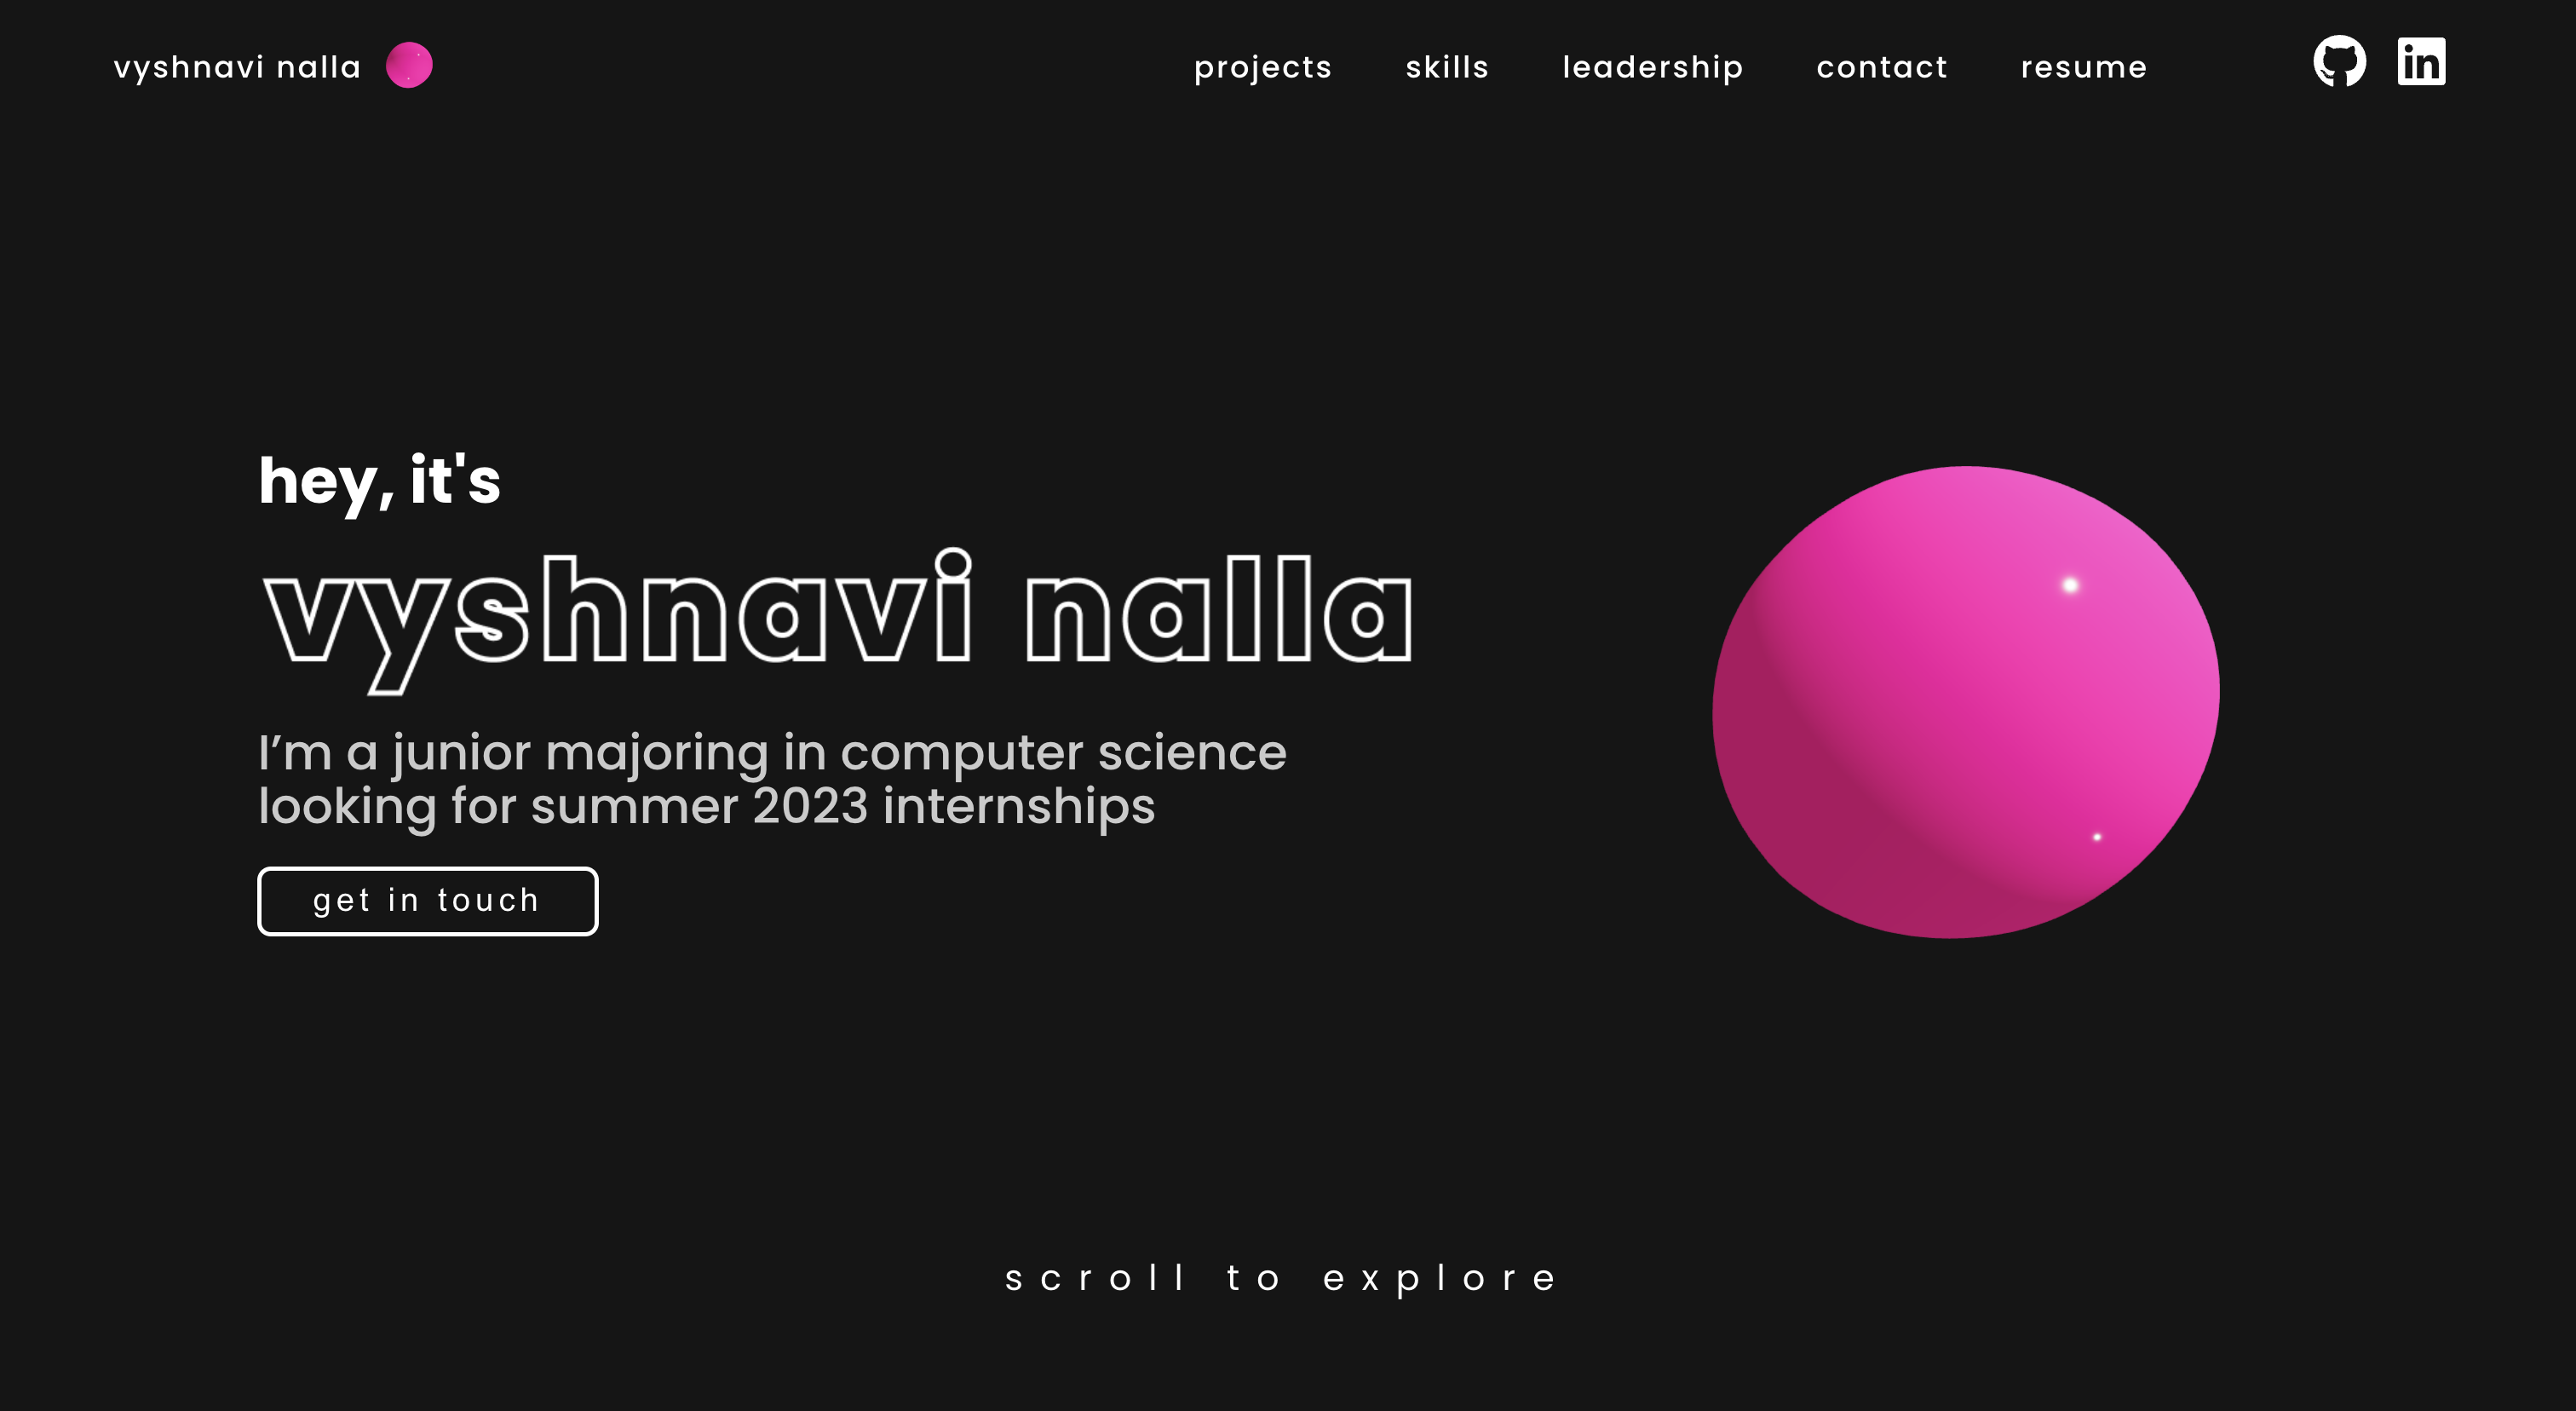 vyshnavi nalla
projects skills leadership contact resume
in
hey, it's
vyshnavi nalla
I’m a junior majoring in computer science
looking for summer 2023 internships
get in touch
scroll to explore